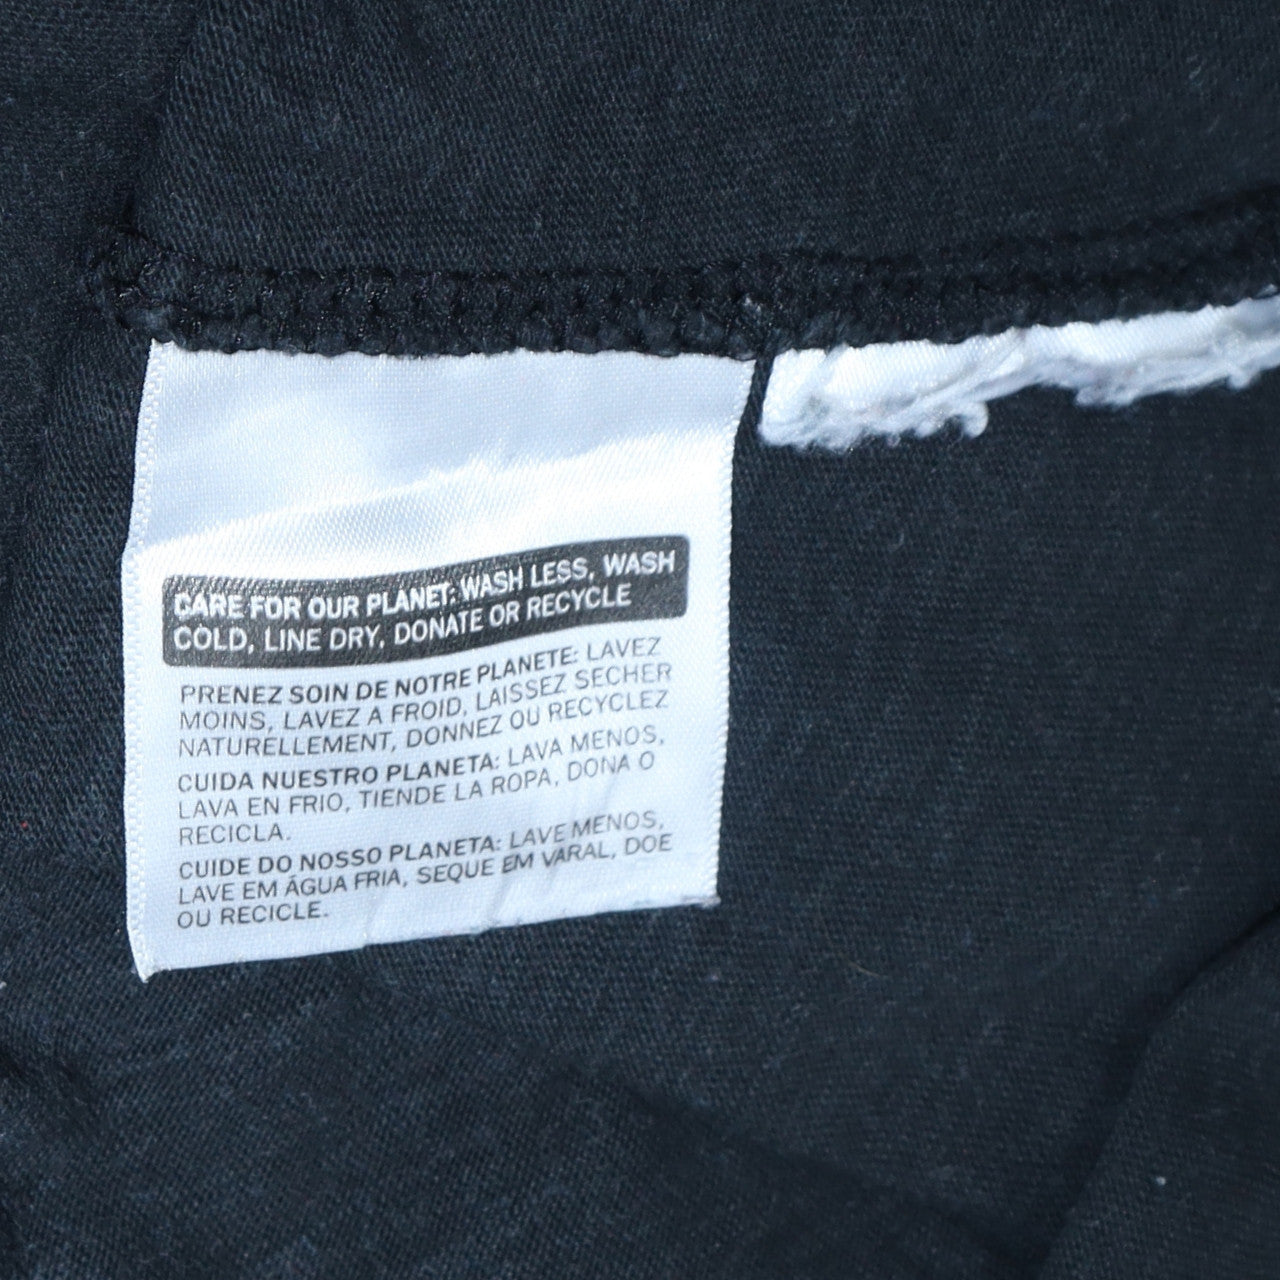 CARE FOR OUR PLANET: WASH LESS, WASH
COLD, LINE DRY, DONATE OR RECYCLE
PRENEZ SOIN DE NOTRE PLANETE: LAVEZ
MOINS, LAVEZ A FROID, LAISSEZ SECHER
NATURELLEMENT, DONNEZ OU RECYCLEZ
CUIDA NUESTRO PLANETA: LAVA MENOS,
LAVA EN FRIO, TIENDE LA ROPA, DONA O
RECICLA.
CUIDE DO NOSSO PLANETA: LAVE MENOS,
LAVE EM ÁGUA FRIA, SEQUE EM VARAL, DOE
OU RECICLE.